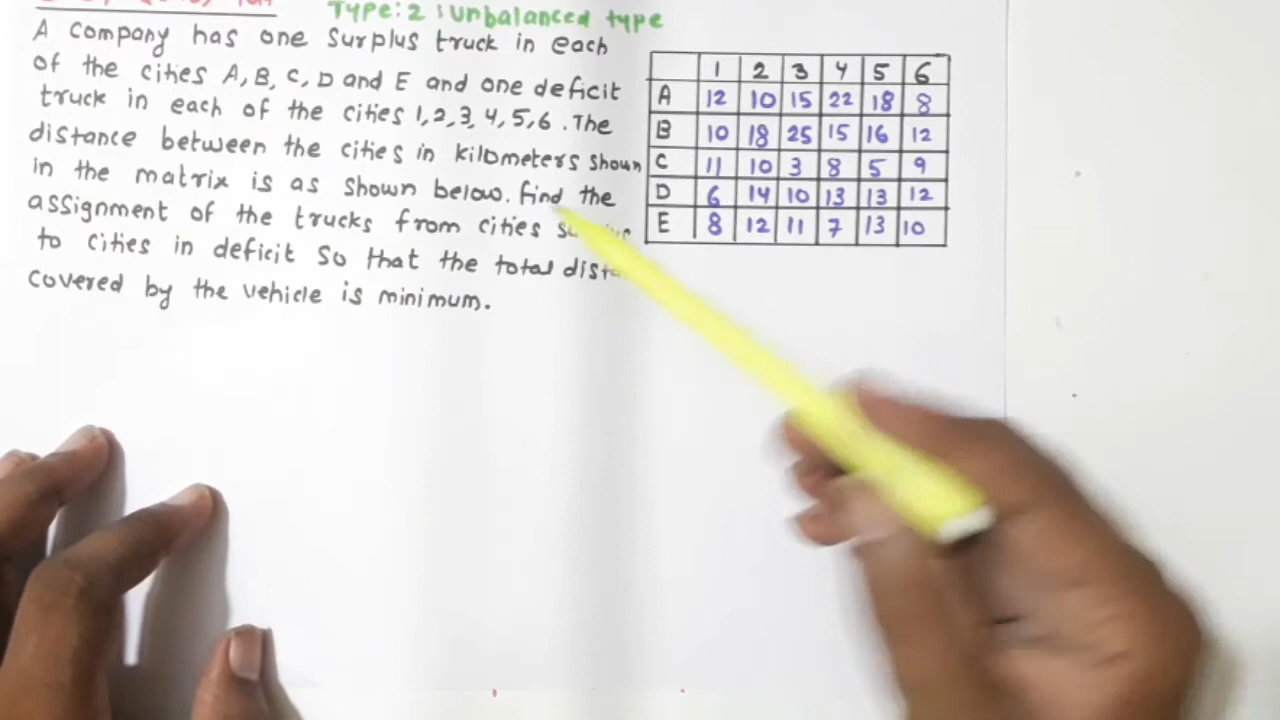 Type: 2 : Unbalanced type
A Company has one Surplus truck in each
of the cities A, B, C, D and E and one deficit
truck in each of the cities 1,2,3, 4,5,6 . The
distance between the cities in kilometers shown
in the matrix is as shown below. Find the
assignment of the trucks from cities
to cities in deficit So that the total
covered by the vehicle is minimum.
1 2 3 4 5 6
A 12 10 15 22 18 8
B 10 18 25 15 16 12
C 11 10 3 8 5 9
D 6 14 10 13 13 12
E 8 12 11 7 13 10